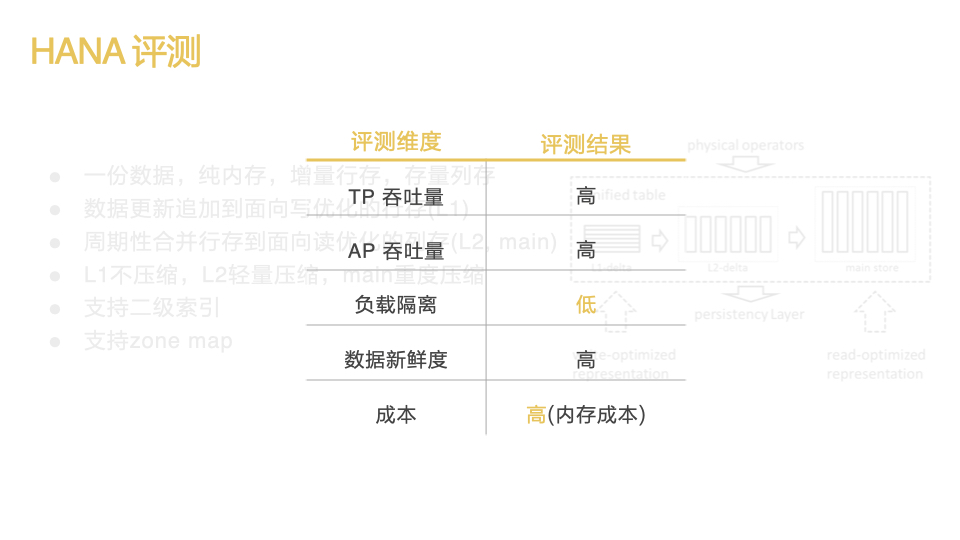 HANA 评测
评测维度 评测结果
TP 吞吐量 高
AP 吞吐量 高
负载隔离 低
数据新鲜度 高
成本 高(内存成本)
● 一份数据，纯内存，增量行存，存量列存
● 数据更新追加到面向写优化的行存(L1)
● 周期性合并行存到面向读优化的列存(L2, main)
● L1不压缩，L2轻量压缩，main重度压缩
● 支持二级索引
● 支持zone map
physical operators
unified table
L1-delta L2-delta main store
persistency Layer
write-optimized
representation
read-optimized
representation